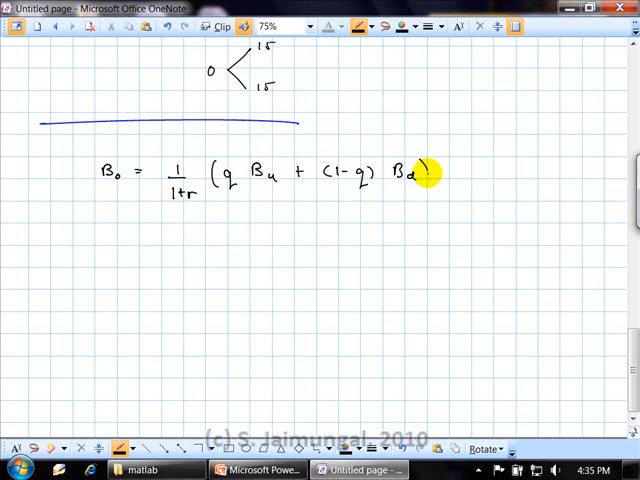 Untitled page - Microsoft Office OneNote
Clip 75%
15
0
15
B₀ = 1/(1+r) (q Bᵤ + (1-q) B_d)
(c) S. Jaimungal, 2010
Rotate
matlab
Microsoft Powe...
Untitled page - ...
4:35 PM